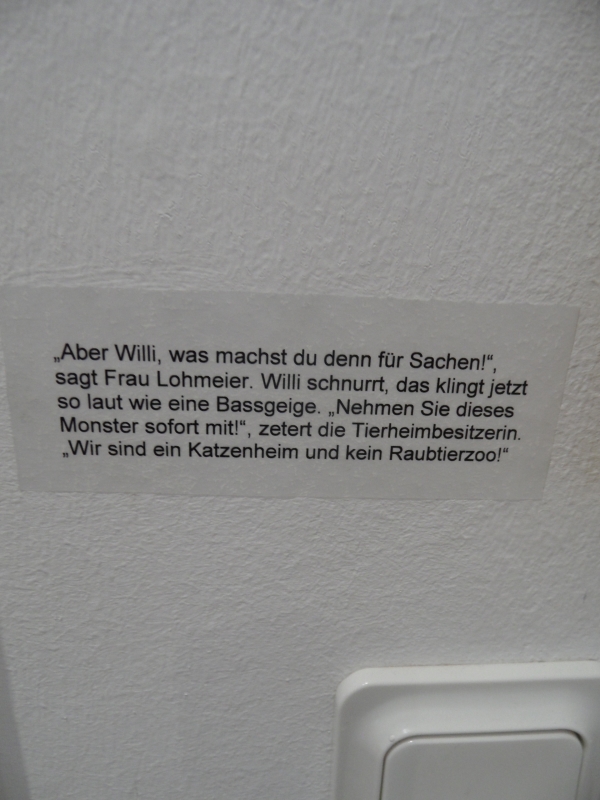 „Aber Willi, was machst du denn für Sachen!“,
sagt Frau Lohmeier. Willi schnurrt, das klingt jetzt
so laut wie eine Bassgeige. „Nehmen Sie dieses
Monster sofort mit!“, zetert die Tierheimbesitzerin.
„Wir sind ein Katzenheim und kein Raubtierzoo!“